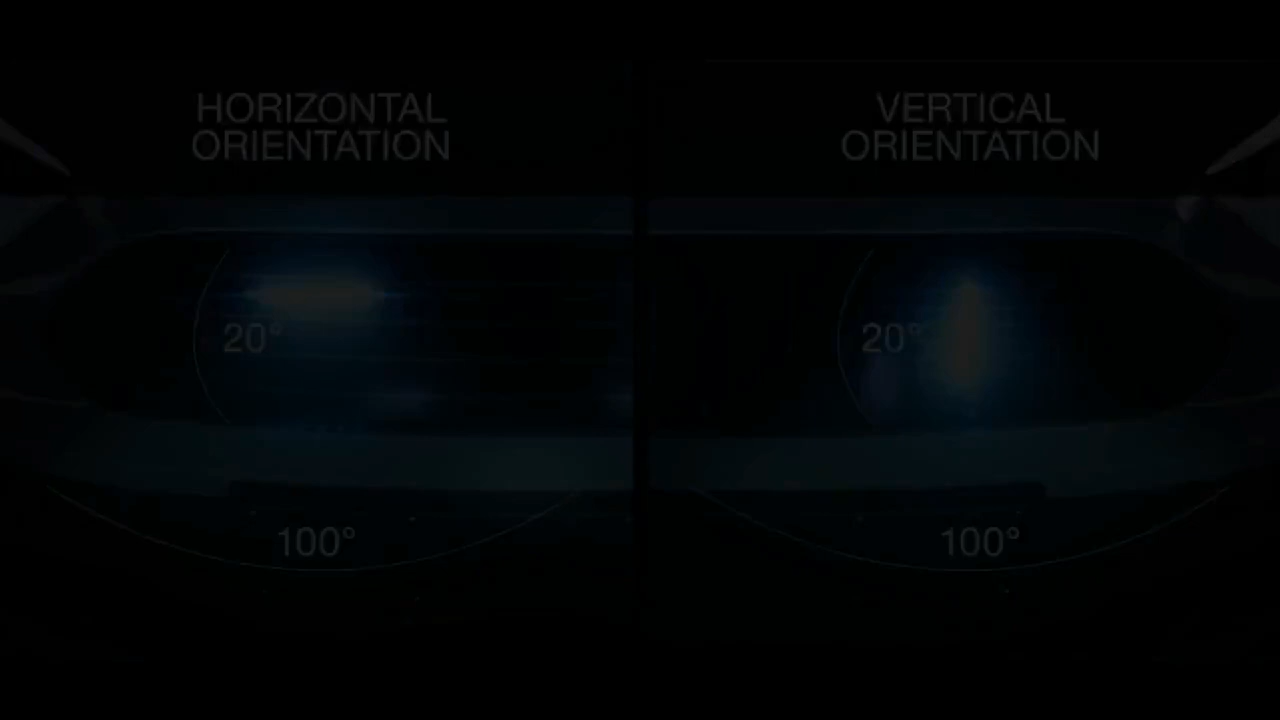 HORIZONTAL
ORIENTATION
20°
100°
VERTICAL
ORIENTATION
20°
100°